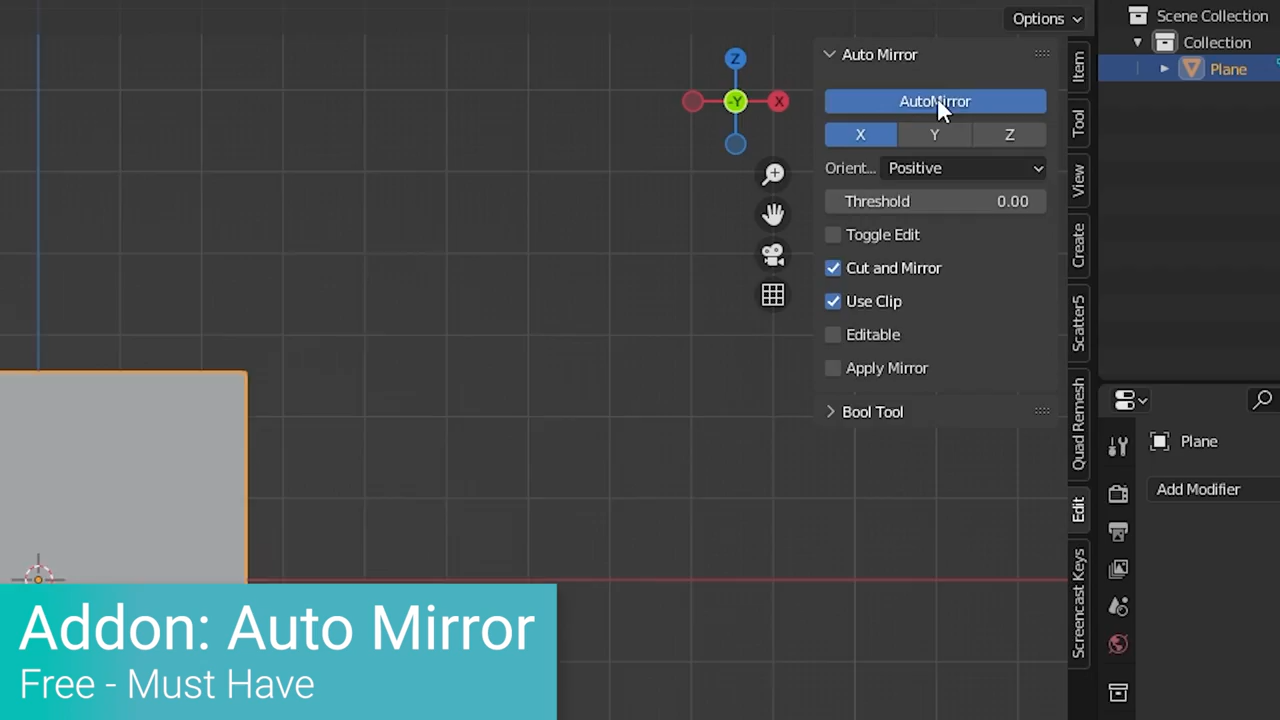 Options
Scene Collection
Collection
Plane
Auto Mirror
AutoMirror
X
Y
Z
Orient...
Positive
Threshold
0.00
Toggle Edit
Cut and Mirror
Use Clip
Editable
Apply Mirror
Bool Tool
Z
-Y
X
Item
Tool
View
Create
Scatter5
Quad Remesh
Edit
Screencast Keys
Plane
Add Modifier
Addon: Auto Mirror
Free - Must Have